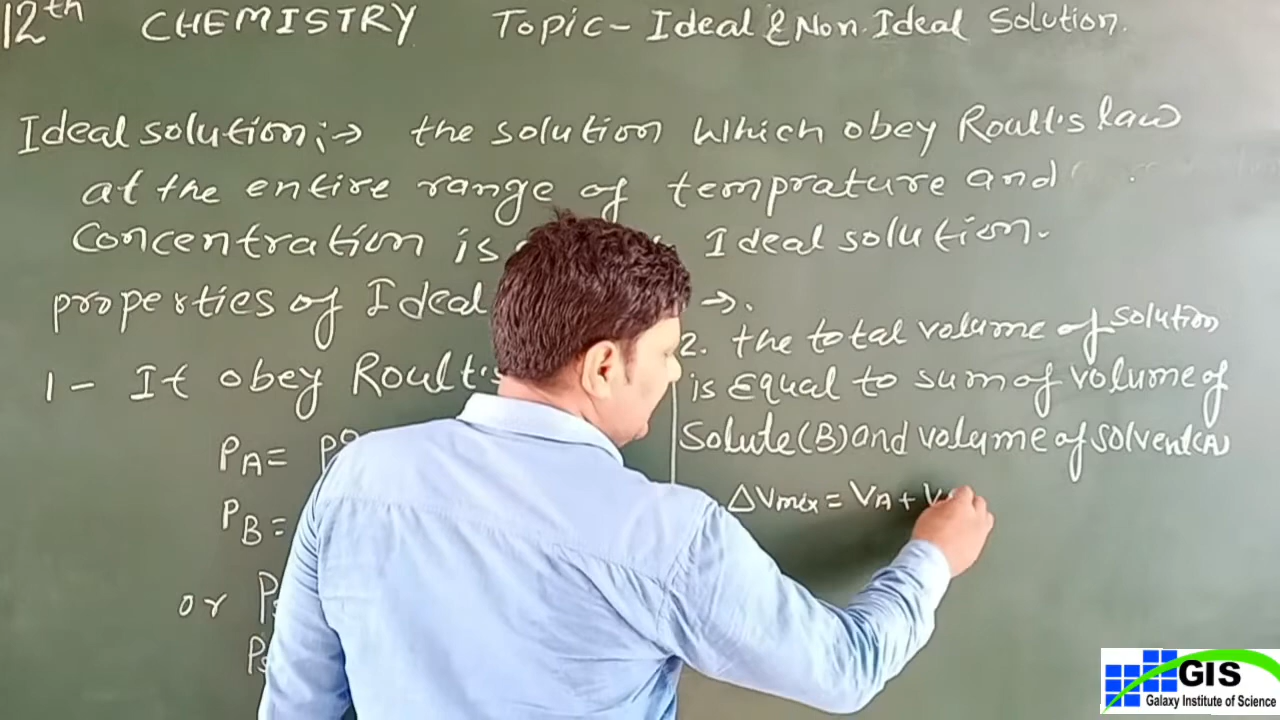 12th CHEMISTRY Topic - Ideal & Non. Ideal Solution.
Ideal solution :→ the solution which obey Roult's law
at the entire range of temprature and
Concentration is Ideal solution.
properties of Ideal →.
1- It obey Roult's
PA = P°
PB =
or P
P
2. the total volume of solution
is Equal to sum of volume of
Solute (B) and volume of solvent (A)
ΔVmix = VA + V
GIS
Galaxy Institute of Science